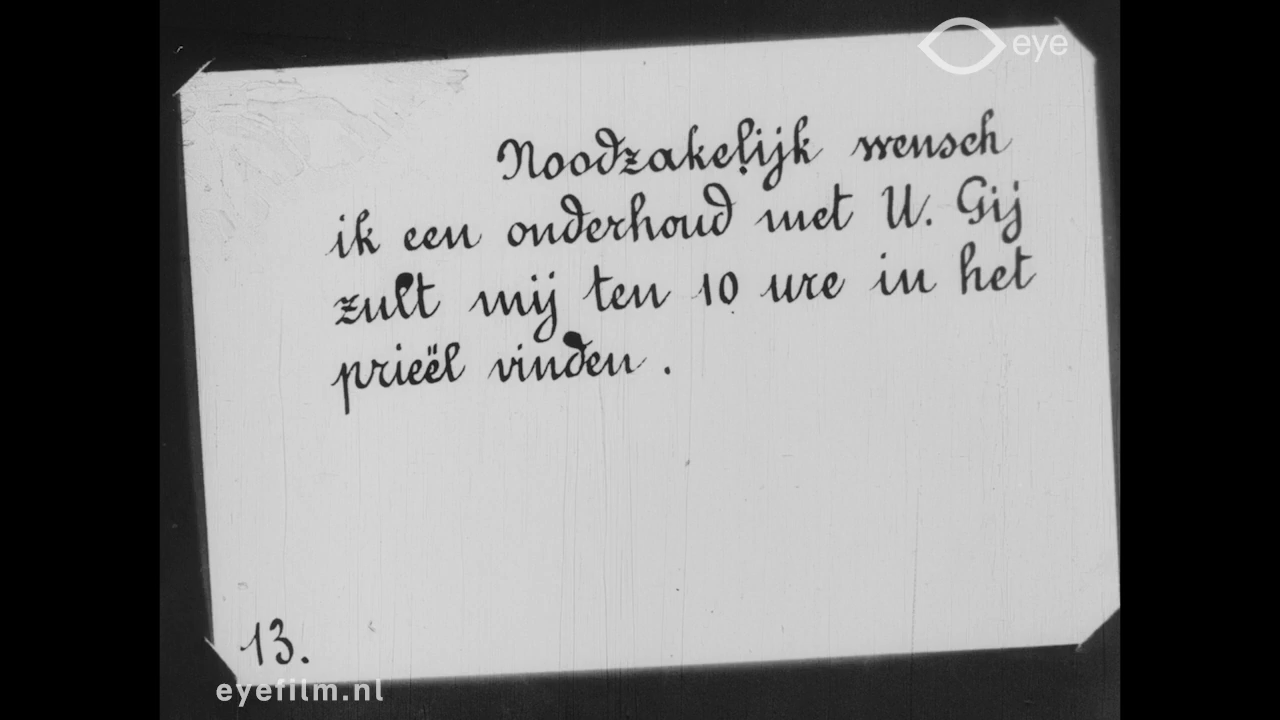 eye
Noodzakelijk wensch
ik een onderhoud met U. Gij
zult mij ten 10 ure in het
prieël vinden.
13.
eyefilm.nl